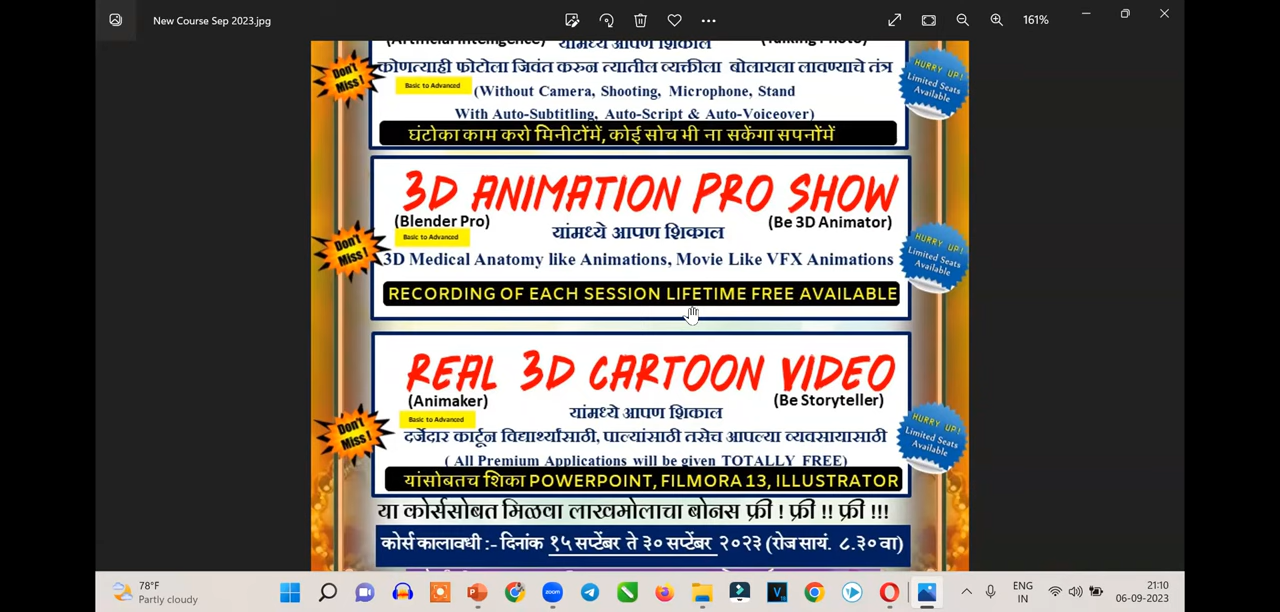 New Course Sep 2023.jpg
161%
(Artificial Intelligence) यांमध्ये आपण शिकाल (Talking Photo)
Don't Miss !
कोणत्याही फोटोला जिवंत करुन त्यातील व्यक्तीला बोलायला लावण्याचे तंत्र
HURRY UP! Limited Seats Available
Basic to Advanced
(Without Camera, Shooting, Microphone, Stand
With Auto-Subtitling, Auto-Script & Auto-Voiceover)
घंटोका काम करो मिनीटोंमें, कोई सोच भी ना सकेंगा सपनोंमें
3D ANIMATION PRO SHOW
(Blender Pro)
(Be 3D Animator)
Basic to Advanced
यांमध्ये आपण शिकाल
Don't Miss !
3D Medical Anatomy like Animations, Movie Like VFX Animations
HURRY UP! Limited Seats Available
RECORDING OF EACH SESSION LIFETIME FREE AVAILABLE
REAL 3D CARTOON VIDEO
(Animaker)
(Be Storyteller)
Basic to Advanced
यांमध्ये आपण शिकाल
Don't Miss !
दर्जेदार कार्टून विद्यार्थ्यांसाठी, पाल्यांसाठी तसेच आपल्या व्यवसायासाठी
HURRY UP! Limited Seats Available
( All Premium Applications will be given TOTALLY FREE)
यांसोबतच शिका POWERPOINT, FILMORA 13, ILLUSTRATOR
या कोर्ससोबत मिळवा लाखमोलाचा बोनस फ्री ! फ्री !! फ्री !!!
कोर्स कालावधी :- दिनांक १५ सप्टेंबर ते ३० सप्टेंबर २०२३ (रोज सायं. ८.३० वा)
78°F
Partly cloudy
zoom
ENG
IN
21:10
06-09-2023